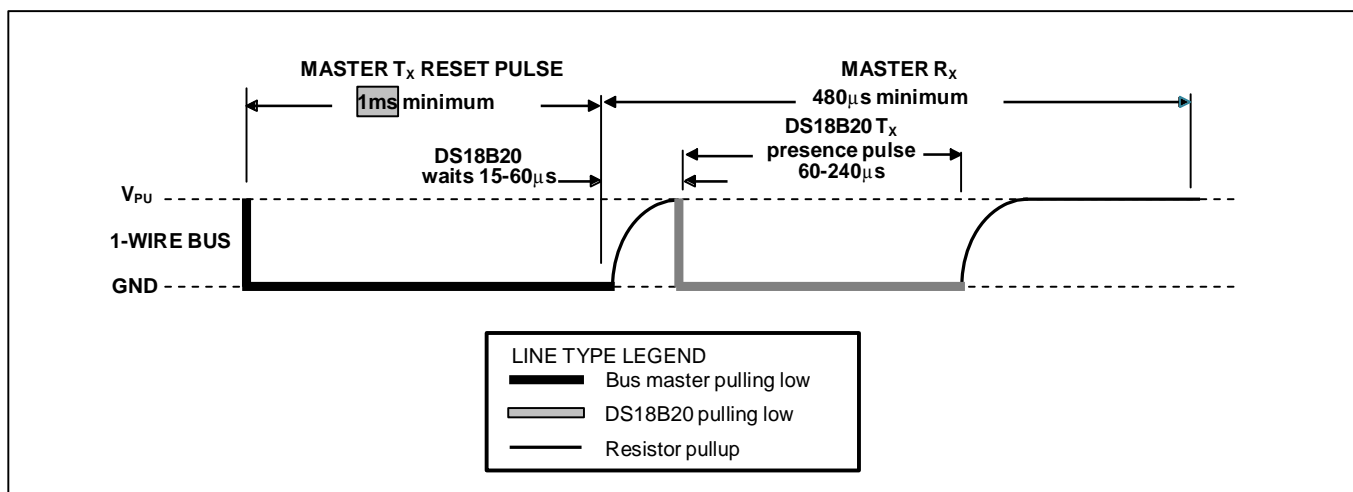 MASTER TX RESET PULSE
1ms minimum
MASTER RX
480μs minimum
DS18B20 TX
presence pulse
60-240μs
DS18B20
waits 15-60μs
VPU
1-WIRE BUS
GND
LINE TYPE LEGEND
Bus master pulling low
DS18B20 pulling low
Resistor pullup